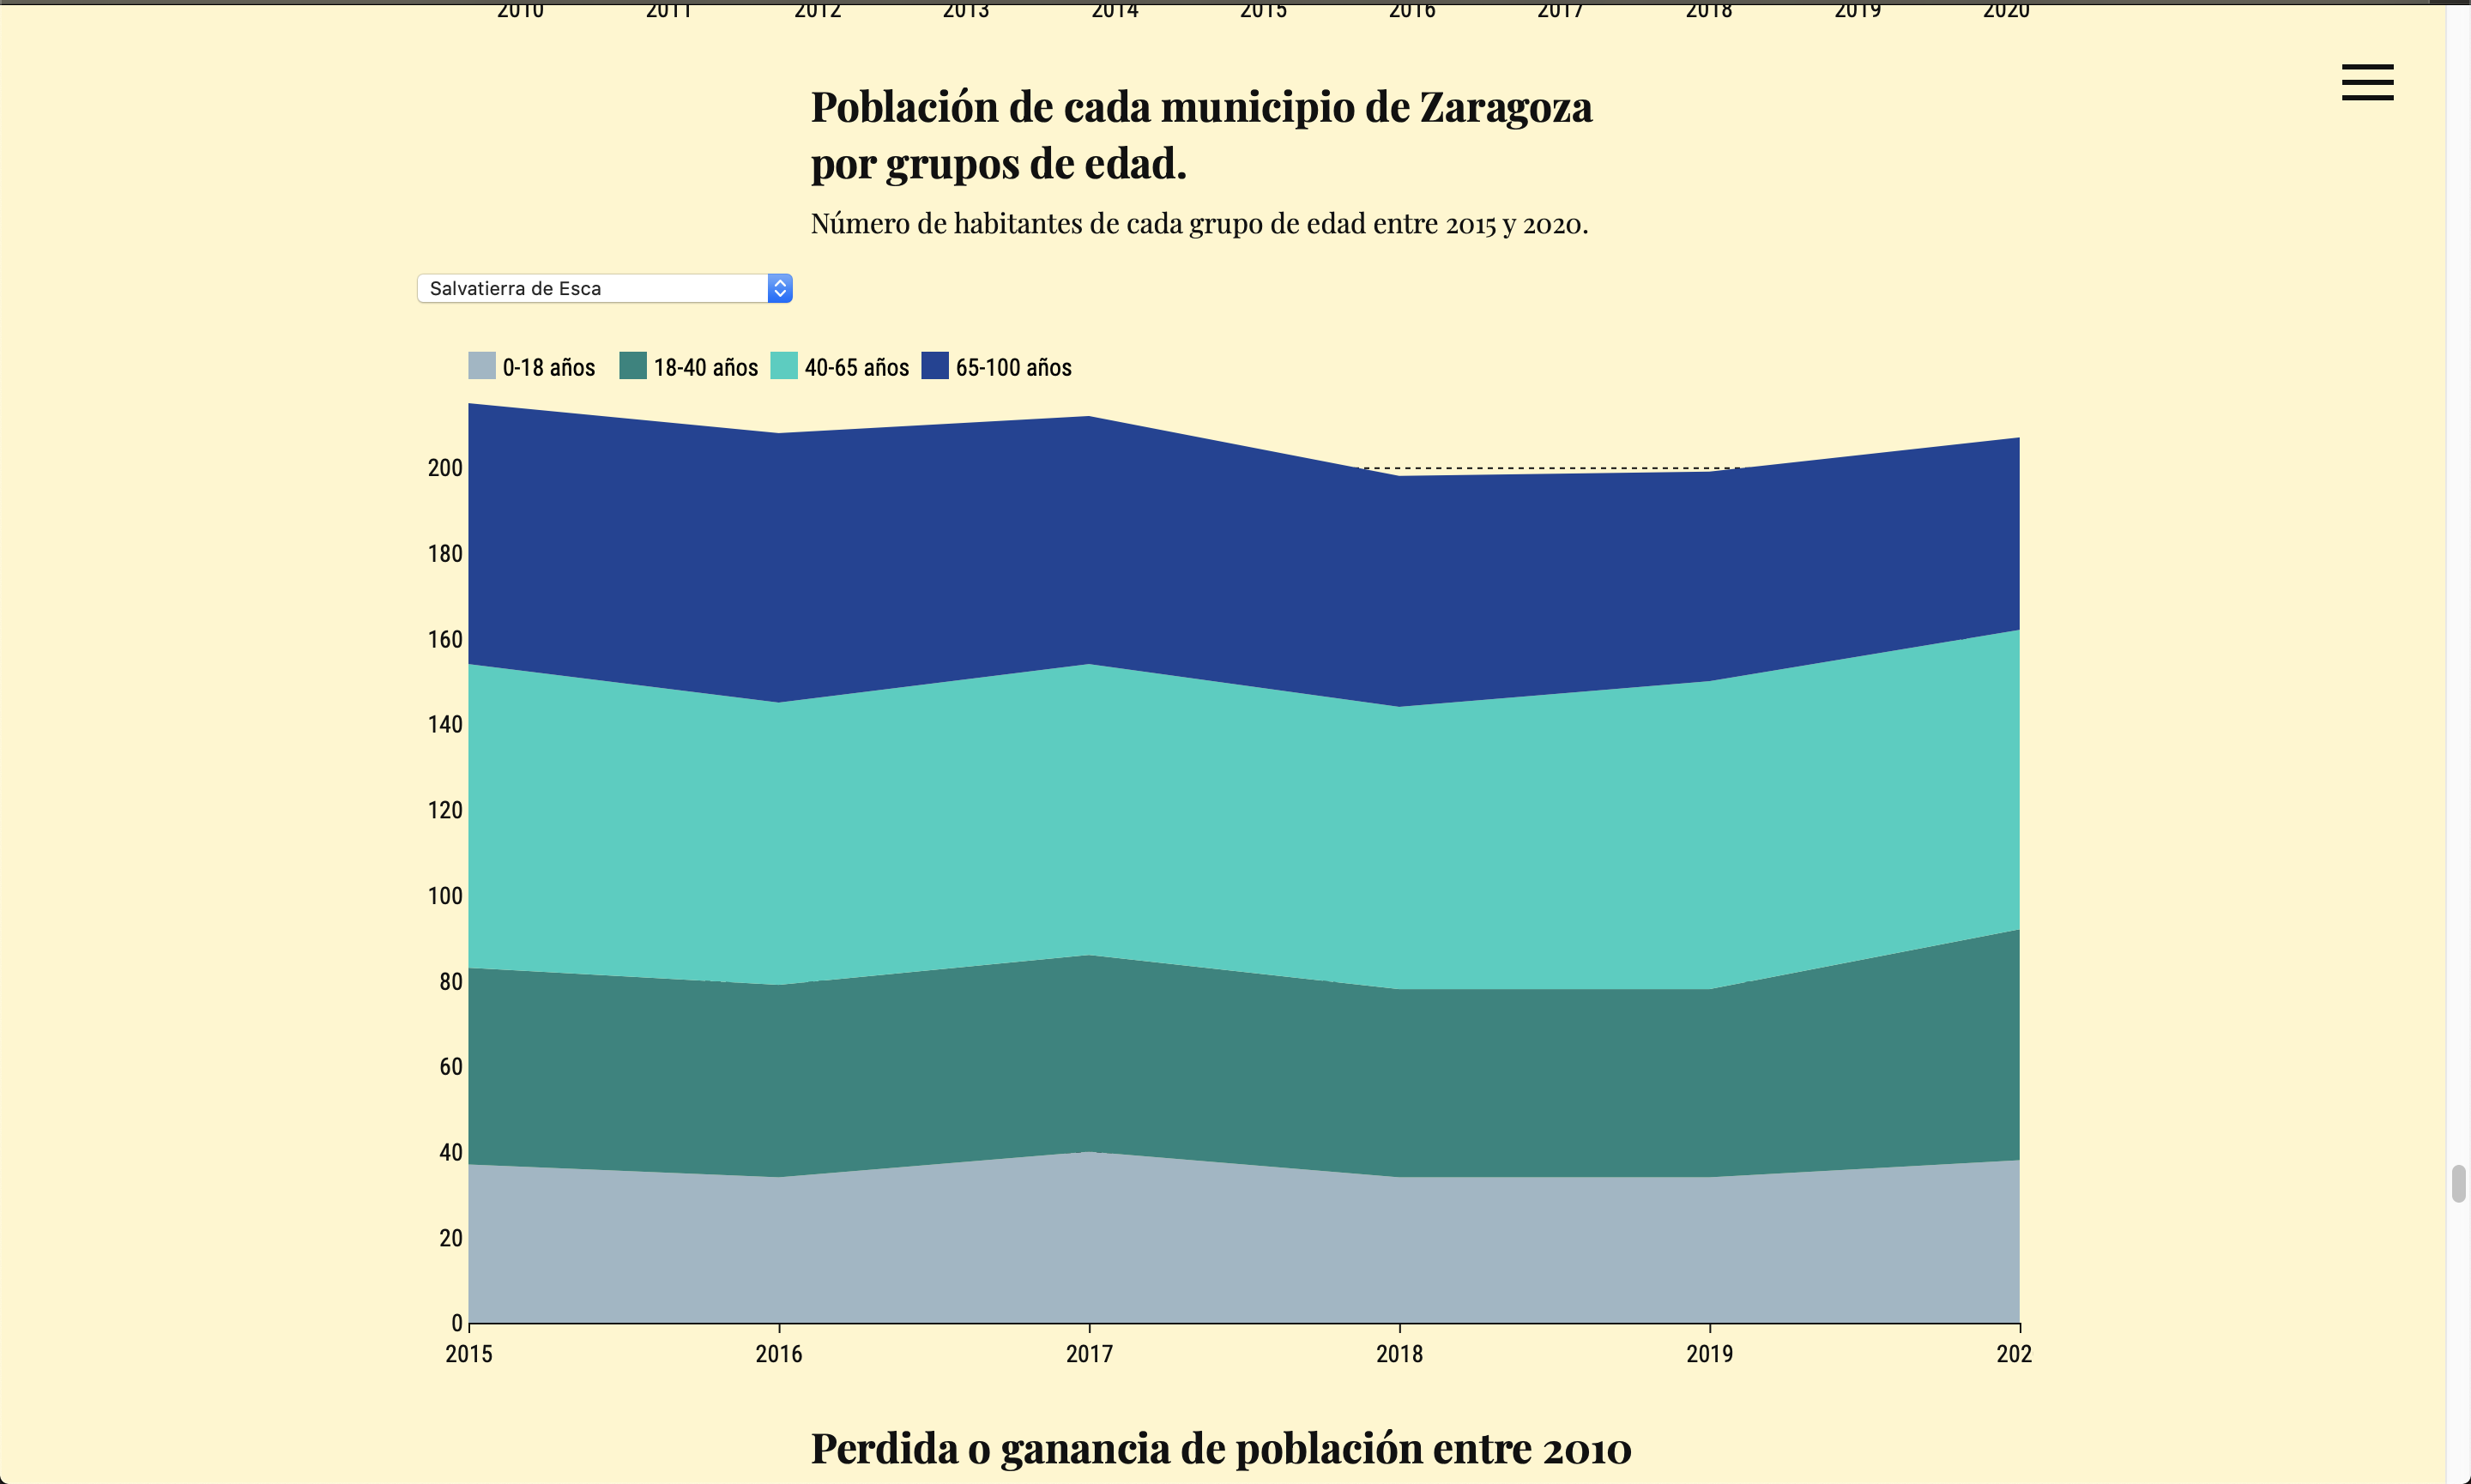 2010 2011 2012 2013 2014 2015 2016 2017 2018 2019 2020
Población de cada municipio de Zaragoza
por grupos de edad.
Número de habitantes de cada grupo de edad entre 2015 y 2020.
Salvatierra de Esca
0-18 años 18-40 años 40-65 años 65-100 años
200
180
160
140
120
100
80
60
40
20
0
2015 2016 2017 2018 2019 202
Perdida o ganancia de población entre 2010